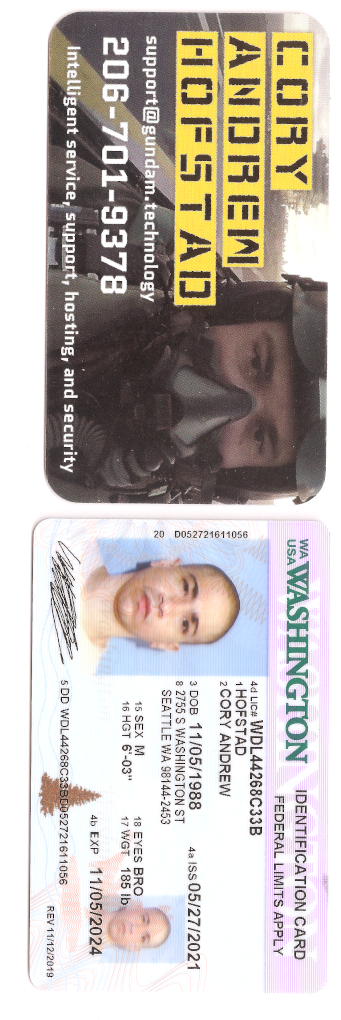 CORY
ANDREW
HOFSTAD
support@gundam.technology
206-701-9378
Intelligent service, support, hosting, and security
WA
USA WASHINGTON
IDENTIFICATION CARD
FEDERAL LIMITS APPLY
20 D052721611056
4d LIC# WDL44268C33B
1 HOFSTAD
2 CORY ANDREW
3 DOB 11/05/1988
4a ISS 05/27/2021
8 2755 S WASHINGTON ST
SEATTLE WA 98144-2453
15 SEX M
18 EYES BRO
16 HGT 6'-03"
17 WGT 185 lb
4b EXP 11/05/2024
5 DD WDL44268C33BD052721611056
REV 11/12/2019